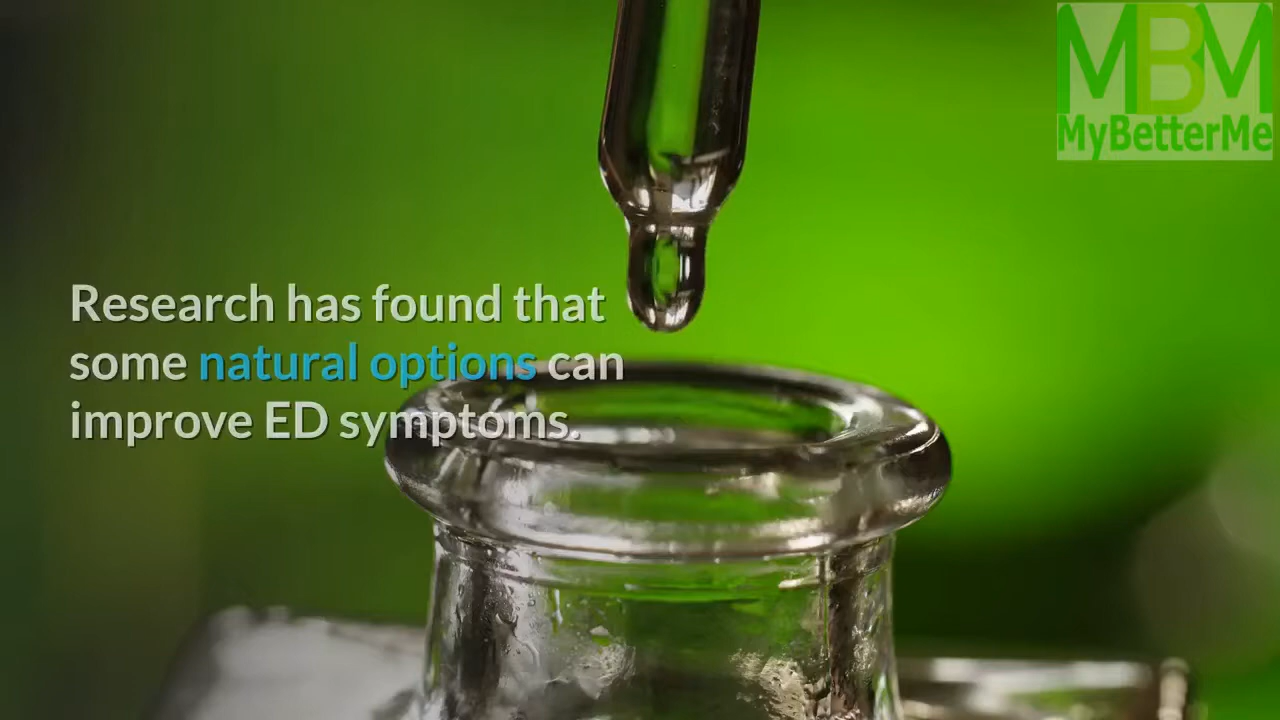 MBM
MyBetterMe
Research has found that
some natural options can
improve ED symptoms.